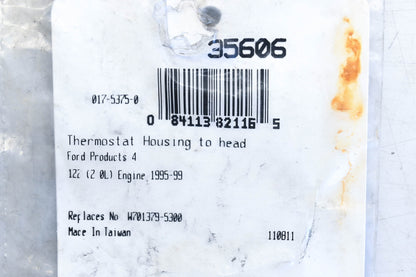 35606
017-5375-0
0 84113 82116 5
Thermostat Housing to head
Ford Products 4
122 (2 0L) Engine 1995-99
Replaces No W701379-S300
Made In Taiwan 110811